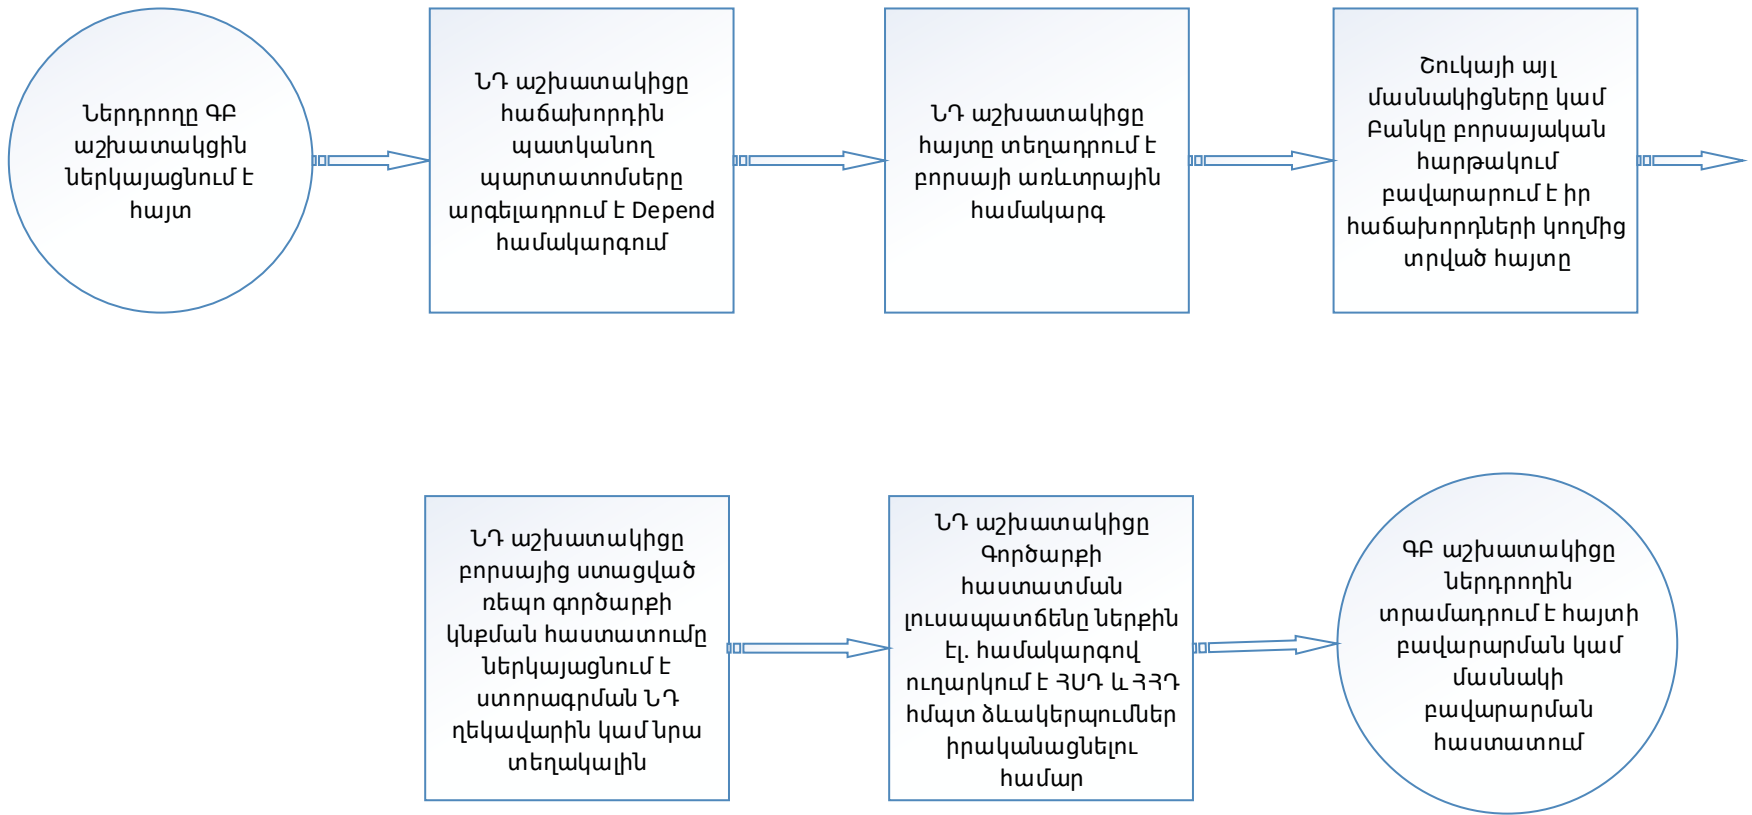 Ներդրողը ԳԲ
աշխատակցին
ներկայացնում է
հայտ
ՆԴ աշխատակիցը
հաճախորդին
պատկանող
պարտատոմսերը
արգելադրում է Depend
համակարգում
ՆԴ աշխատակիցը
հայտը տեղադրում է
բորսայի առևտրային
համակարգ
Շուկայի այլ
մասնակիցները կամ
Բանկը բորսայական
հարթակում
բավարարում է իր
հաճախորդների կողմից
տրված հայտը
ՆԴ աշխատակիցը
բորսայից ստացված
ռեպո գործարքի
կնքման հաստատումը
ներկայացնում է
ստորագրման ՆԴ
ղեկավարին կամ նրա
տեղակալին
ՆԴ աշխատակիցը
Գործարքի
հաստատման
լուսապատճենը ներքին
էլ. համակարգով
ուղարկում է ՀՍԴ և ՀՀԴ
հմպտ ձևակերպումներ
իրականացնելու
համար
ԳԲ աշխատակիցը
ներդրողին
տրամադրում է հայտի
բավարարման կամ
մասնակի
բավարարման
հաստատում